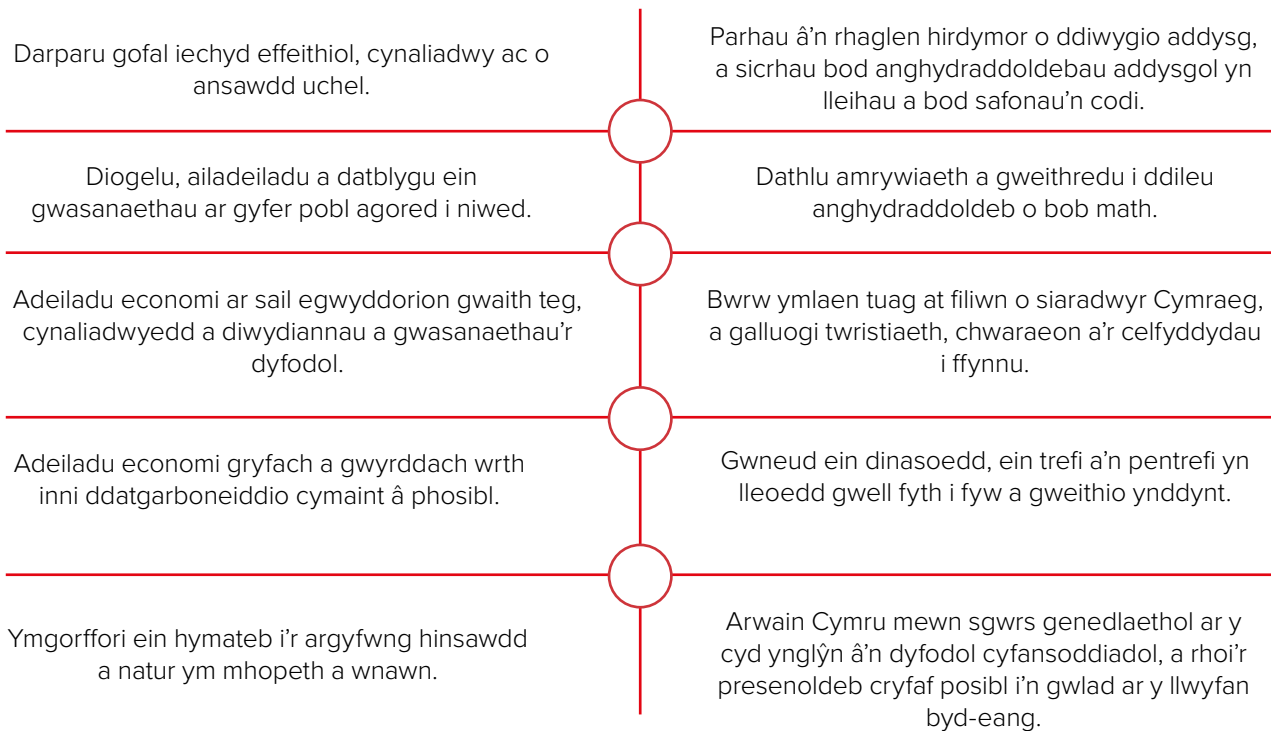 Darparu gofal iechyd effeithiol, cynaliadwy ac o
ansawdd uchel.
Parhau â'n rhaglen hirdymor o ddiwygio addysg,
a sicrhau bod anghydraddoldebau addysgol yn
lleihau a bod safonau'n codi.
Diogelu, ailadeiladu a datblygu ein
gwasanaethau ar gyfer pobl agored i niwed.
Dathlu amrywiaeth a gweithredu i ddileu
anghydraddoldeb o bob math.
Adeiladu economi ar sail egwyddorion gwaith teg,
cynaliadwyedd a diwydiannau a gwasanaethau'r
dyfodol.
Bwrw ymlaen tuag at filiwn o siaradwyr Cymraeg,
a galluogi twristiaeth, chwaraeon a'r celfyddydau
i ffynnu.
Adeiladu economi gryfach a gwyrddach wrth
inni ddatgarboneiddio cymaint â phosibl.
Gwneud ein dinasoedd, ein trefi a'n pentrefi yn
lleoedd gwell fyth i fyw a gweithio ynddynt.
Ymgorffori ein hymateb i'r argyfwng hinsawdd
a natur ym mhopeth a wnawn.
Arwain Cymru mewn sgwrs genedlaethol ar y
cyd ynglŷn â'n dyfodol cyfansoddiadol, a rhoi'r
presenoldeb cryfaf posibl i'n gwlad ar y llwyfan
byd-eang.